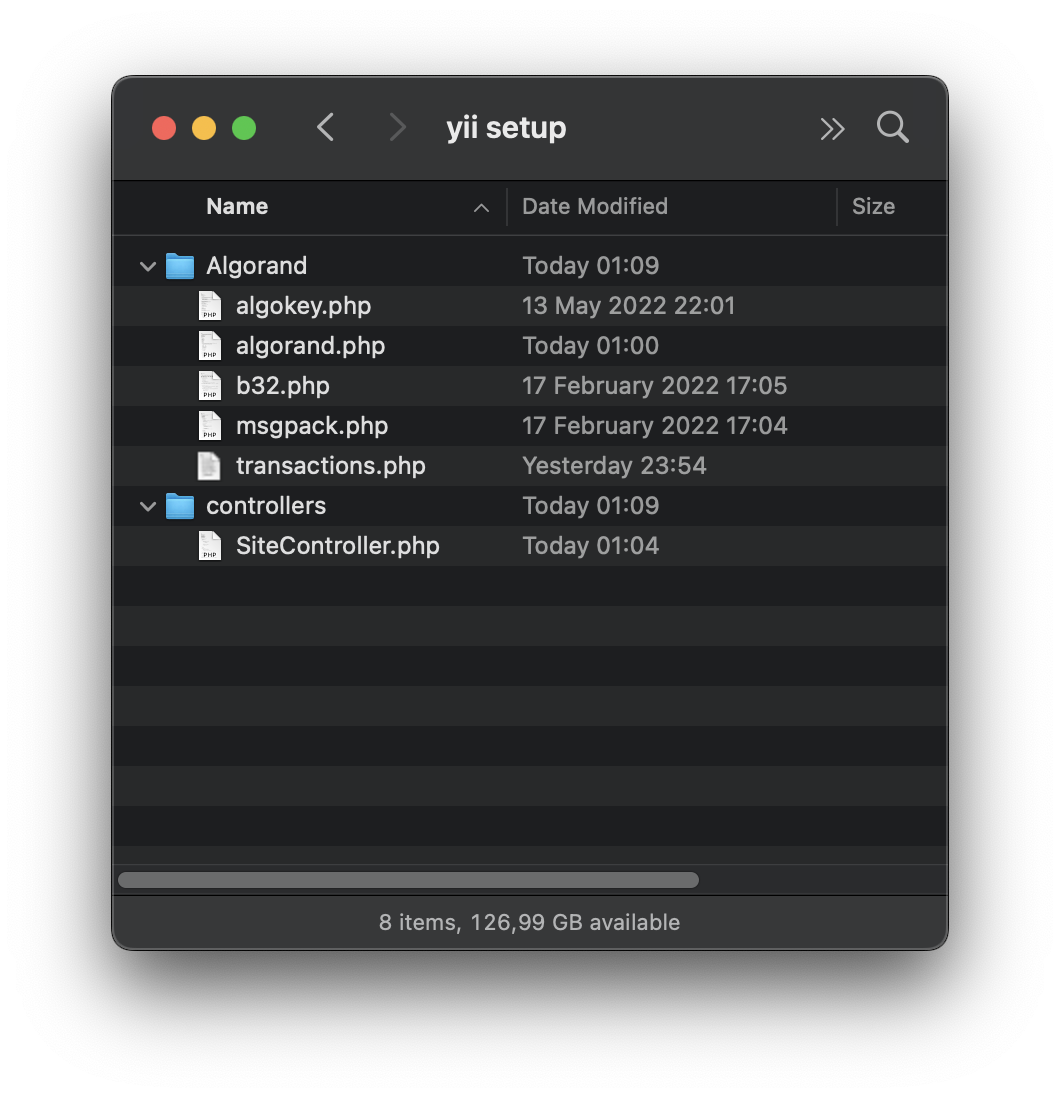 yii setup
Name Date Modified Size
Algorand Today 01:09
PHP algokey.php 13 May 2022 22:01
PHP algorand.php Today 01:00
PHP b32.php 17 February 2022 17:05
PHP msgpack.php 17 February 2022 17:04
transactions.php Yesterday 23:54
controllers Today 01:09
PHP SiteController.php Today 01:04
8 items, 126,99 GB available